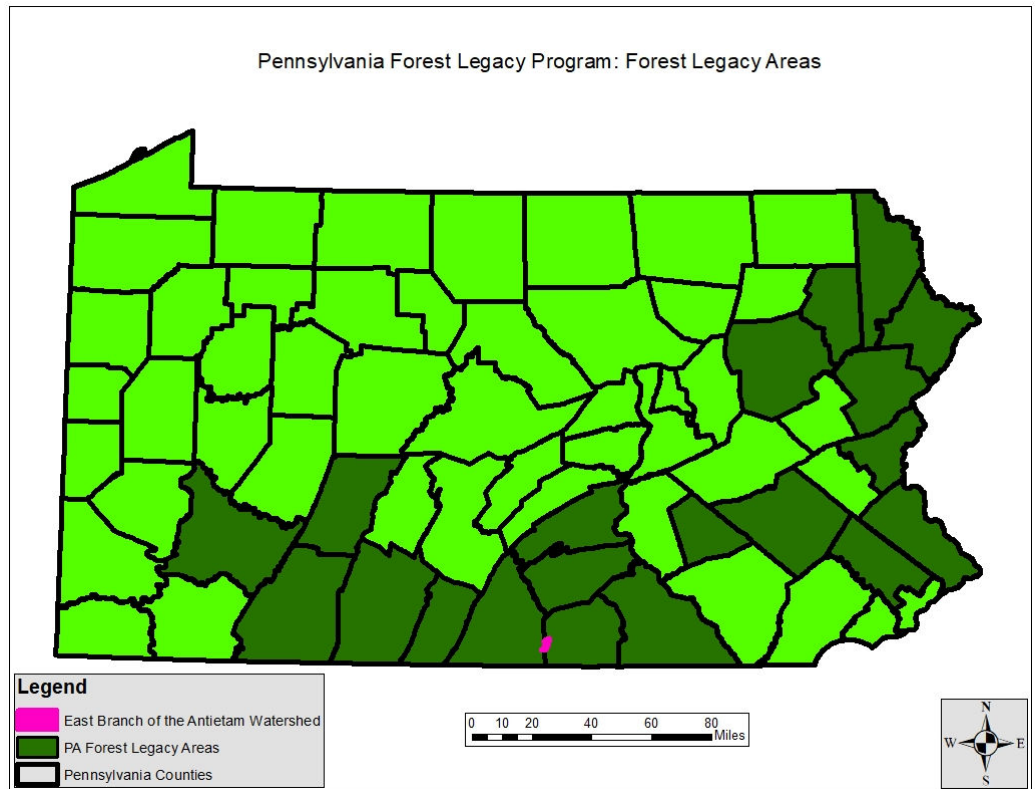 Pennsylvania Forest Legacy Program: Forest Legacy Areas
Legend
East Branch of the Antietam Watershed
PA Forest Legacy Areas
Pennsylvania Counties
0 10 20 40 60 80
Miles
N
W E
S